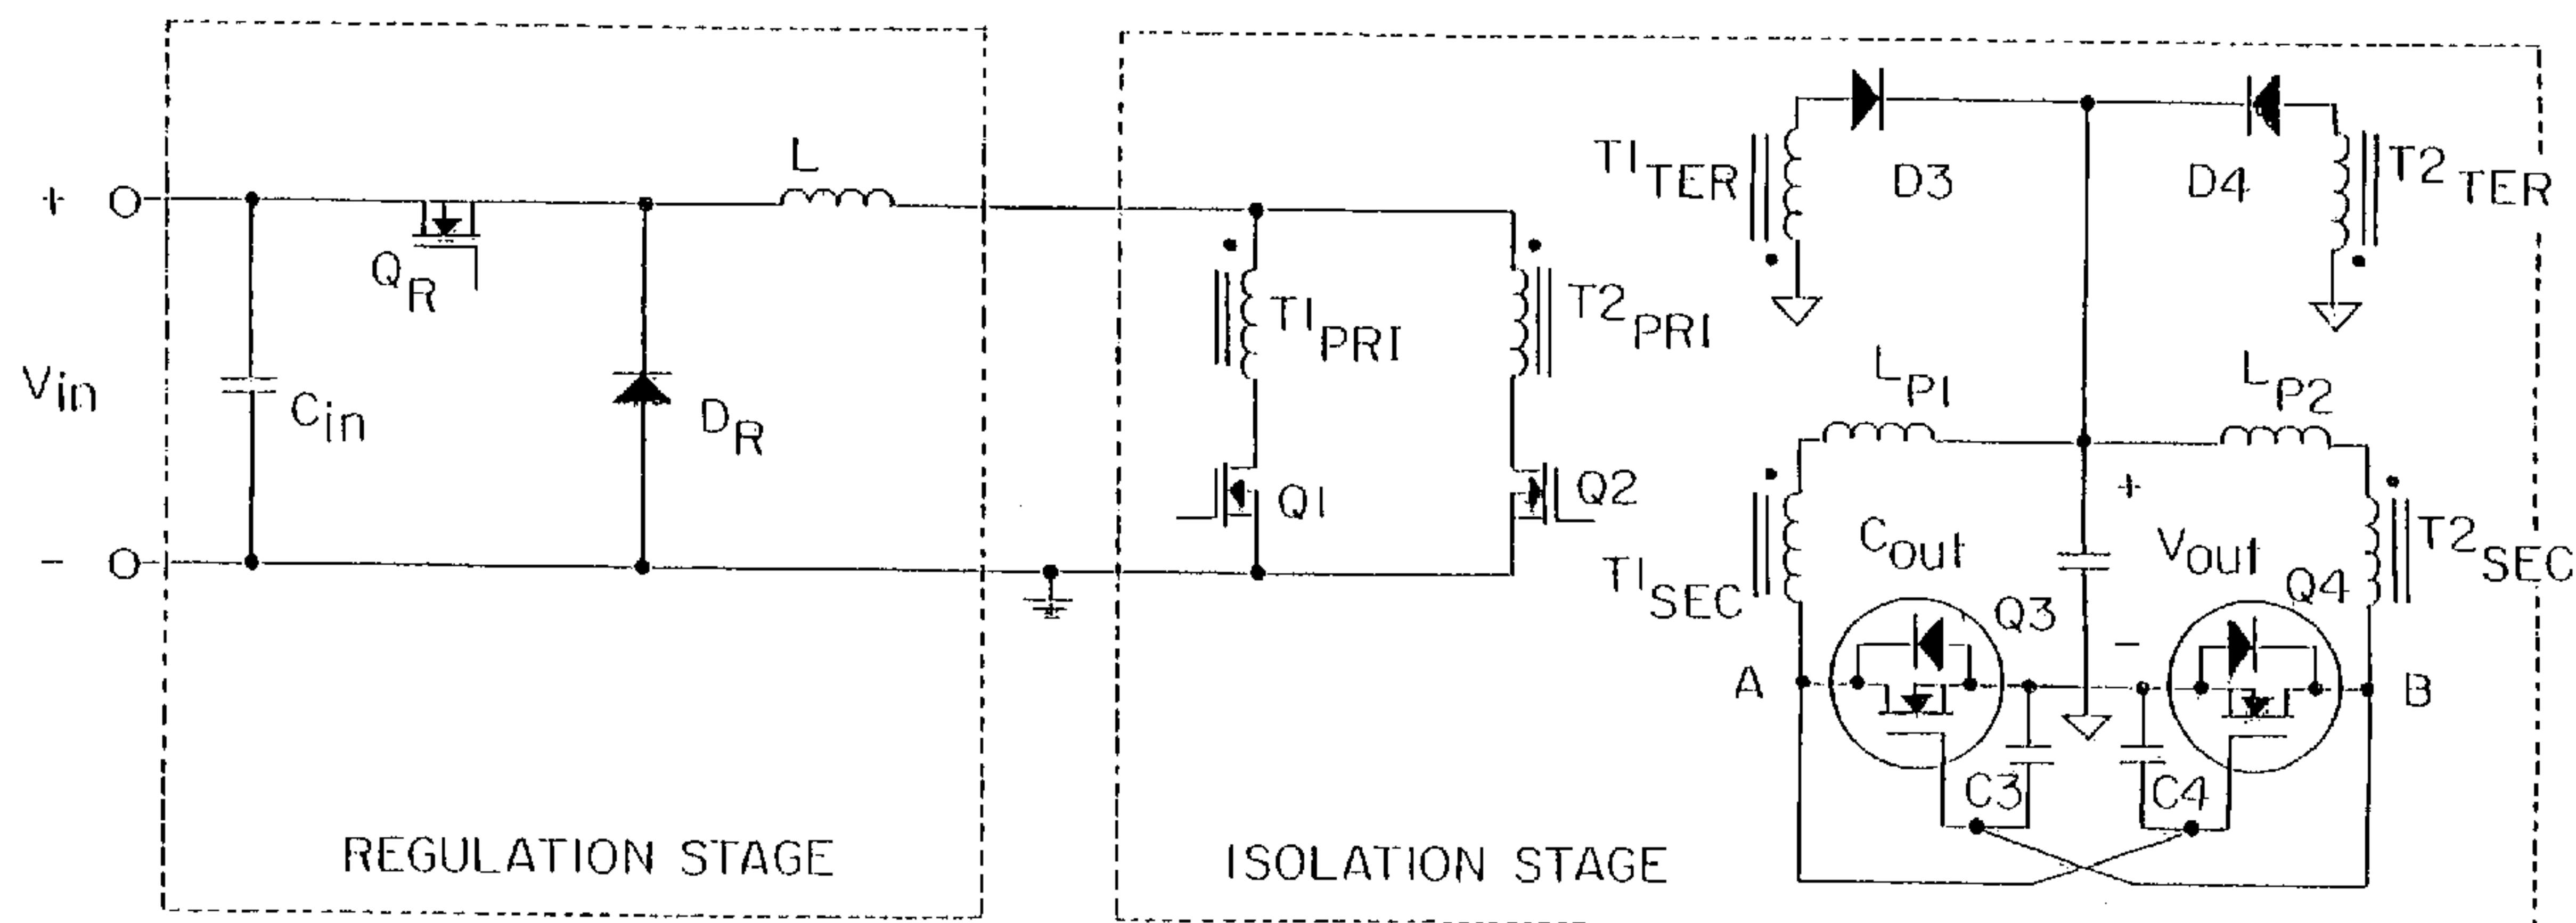 +
Vin
-
Cin
QR
DR
L
REGULATION STAGE
T1PRI
T2PRI
Q1
Q2
ISOLATION STAGE
T1TER
D3
D4
T2TER
LP1
LP2
+
T1SEC
Cout
Vout
T2SEC
Q3
Q4
-
A
B
C3
C4